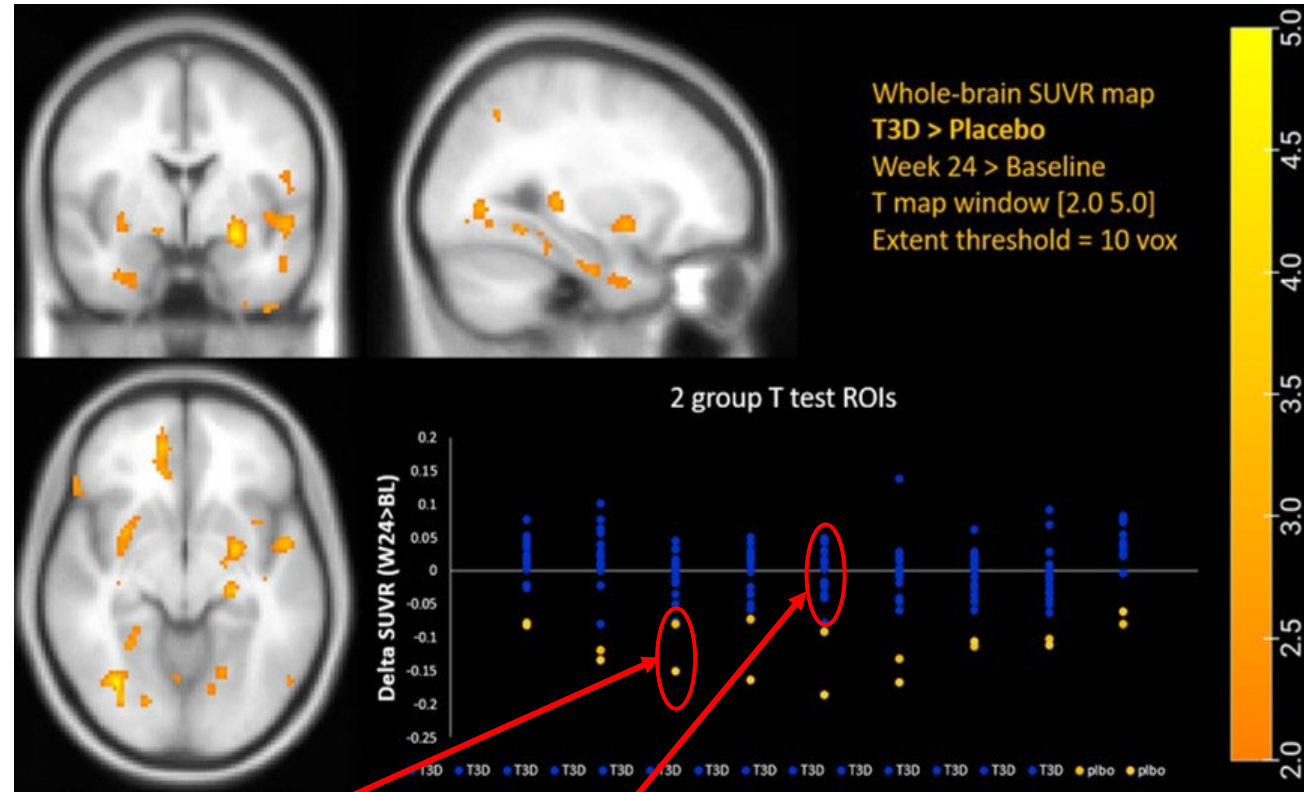 Whole-brain SUVR map
T3D > Placebo
Week 24 > Baseline
T map window [2.0 5.0]
Extent threshold = 10 vox
5.0
4.5
4.0
3.5
3.0
2.5
2.0
2 group T test ROIs
Delta SUVR (W24>BL)
0.2
0.15
0.1
0.05
0
-0.05
-0.1
-0.15
-0.2
-0.25
T3D T3D T3D T3D T3D T3D T3D T3D T3D T3D T3D T3D T3D T3D plbo plbo